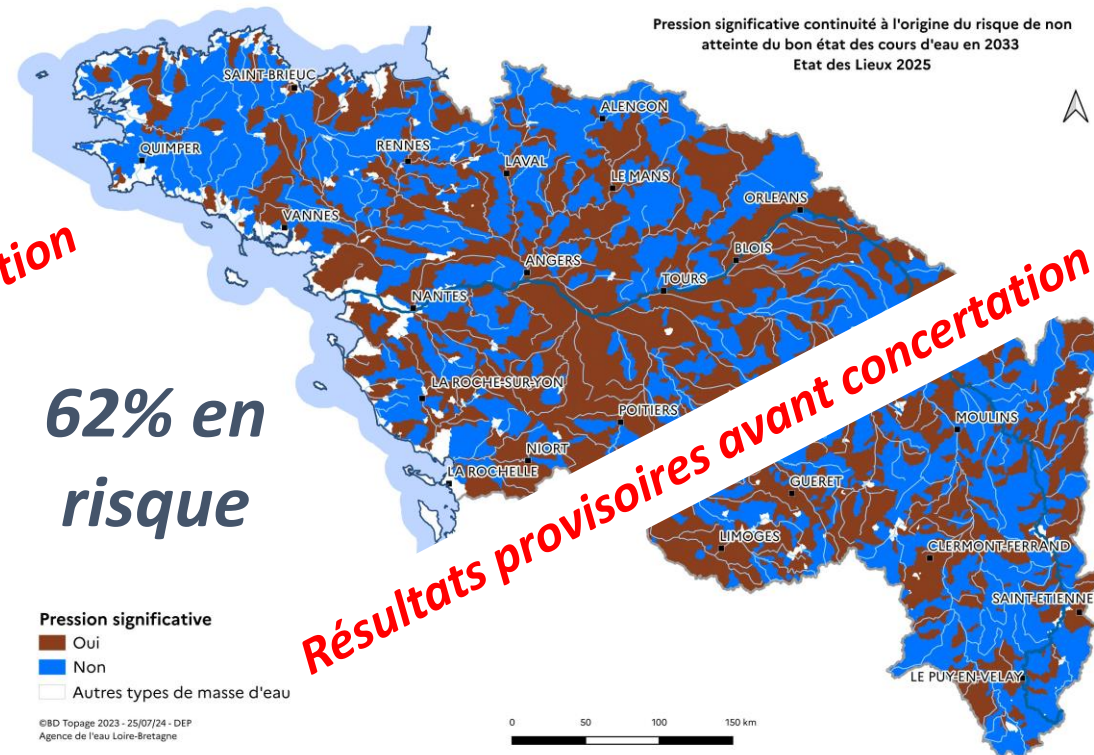 Pression significative continuité à l'origine du risque de non
atteinte du bon état des cours d'eau en 2033
Etat des Lieux 2025
SAINT-BRIEUC
ALENCON
QUIMPER
RENNES
LAVAL
LE MANS
ORLEANS
VANNES
BLOIS
ANGERS
TOURS
NANTES
tion
LA ROCHE-SUR-YON
POITIERS
MOULINS
62% en
risque
NIORT
LA ROCHELLE
Résultats provisoires avant concertation
GUERET
LIMOGES
CLERMONT-FERRAND
SAINT-ETIENNE
LE PUY-EN-VELAY
Pression significative
Oui
Non
Autres types de masse d'eau
©BD Topage 2023 - 25/07/24 - DEP
Agence de l'eau Loire-Bretagne
0 50 100 150 km